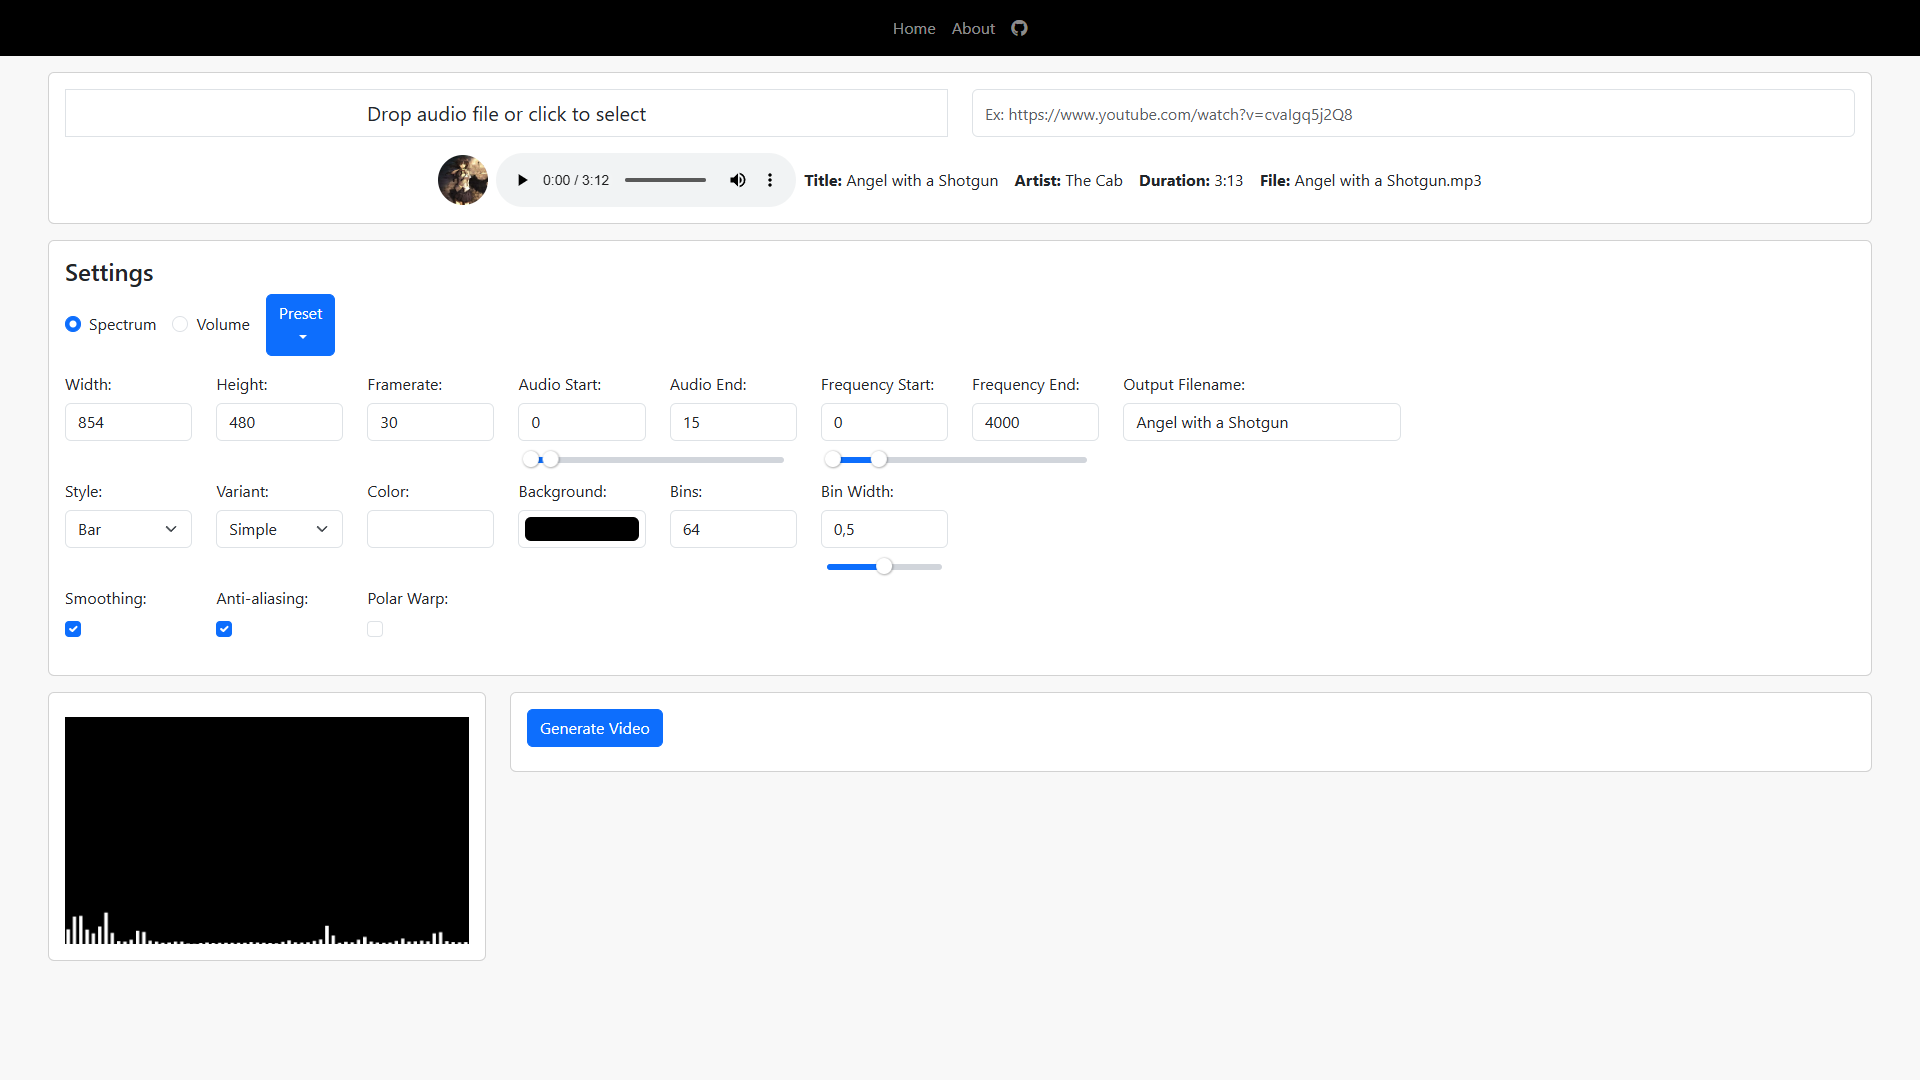 Home About
Drop audio file or click to select
Ex: https://www.youtube.com/watch?v=cvaIgq5j2Q8
0:00 / 3:12 Title: Angel with a Shotgun Artist: The Cab Duration: 3:13 File: Angel with a Shotgun.mp3
Settings
Spectrum Volume Preset
Width: Height: Framerate: Audio Start: Audio End: Frequency Start: Frequency End: Output Filename:
854 480 30 0 15 0 4000 Angel with a Shotgun
Style: Variant: Color: Background: Bins: Bin Width:
Bar Simple 64 0,5
Smoothing: Anti-aliasing: Polar Warp:
Generate Video